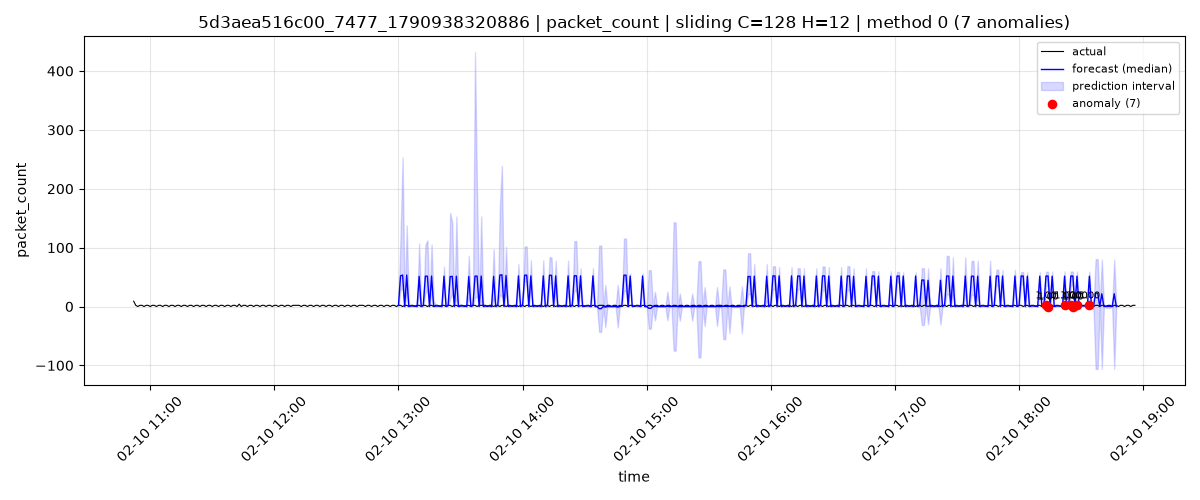 5d3aea516c00_7477_1790938320886 | packet_count | sliding C=128 H=12 | method 0 (7 anomalies)
actual
forecast (median)
prediction interval
anomaly (7)
packet_count
400
300
200
100
0
−100
02-10 11:00
02-10 12:00
02-10 13:00
02-10 14:00
02-10 15:00
02-10 16:00
02-10 17:00
02-10 18:00
02-10 19:00
time